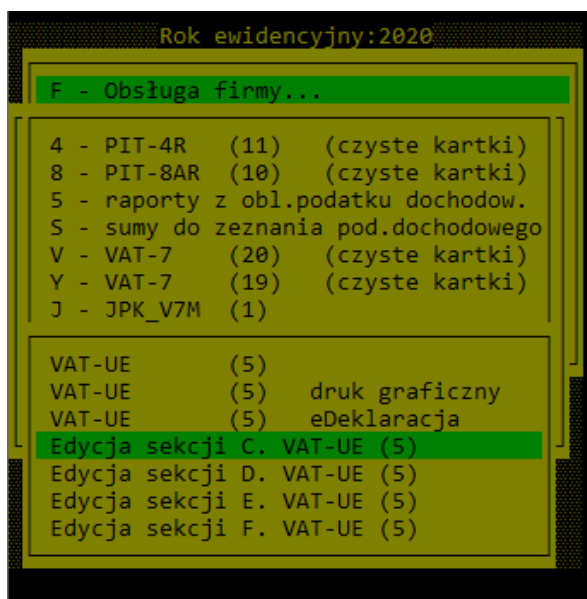 Rok ewidencyjny:2020
F - Obsługa firmy...
4 - PIT-4R (11) (czyste kartki)
8 - PIT-8AR (10) (czyste kartki)
5 - raporty z obl.podatku dochodow.
S - sumy do zeznania pod.dochodowego
V - VAT-7 (20) (czyste kartki)
Y - VAT-7 (19) (czyste kartki)
J - JPK_V7M (1)
VAT-UE (5)
VAT-UE (5) druk graficzny
VAT-UE (5) eDeklaracja
Edycja sekcji C. VAT-UE (5)
Edycja sekcji D. VAT-UE (5)
Edycja sekcji E. VAT-UE (5)
Edycja sekcji F. VAT-UE (5)